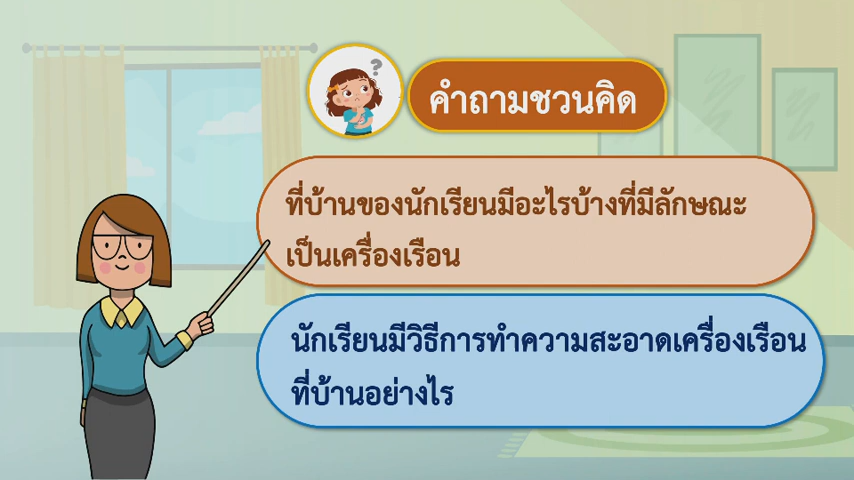 ?
คำถามชวนคิด
ที่บ้านของนักเรียนมีอะไรบ้างที่มีลักษณะ
เป็นเครื่องเรือน
นักเรียนมีวิธีการทำความสะอาดเครื่องเรือน
ที่บ้านอย่างไร